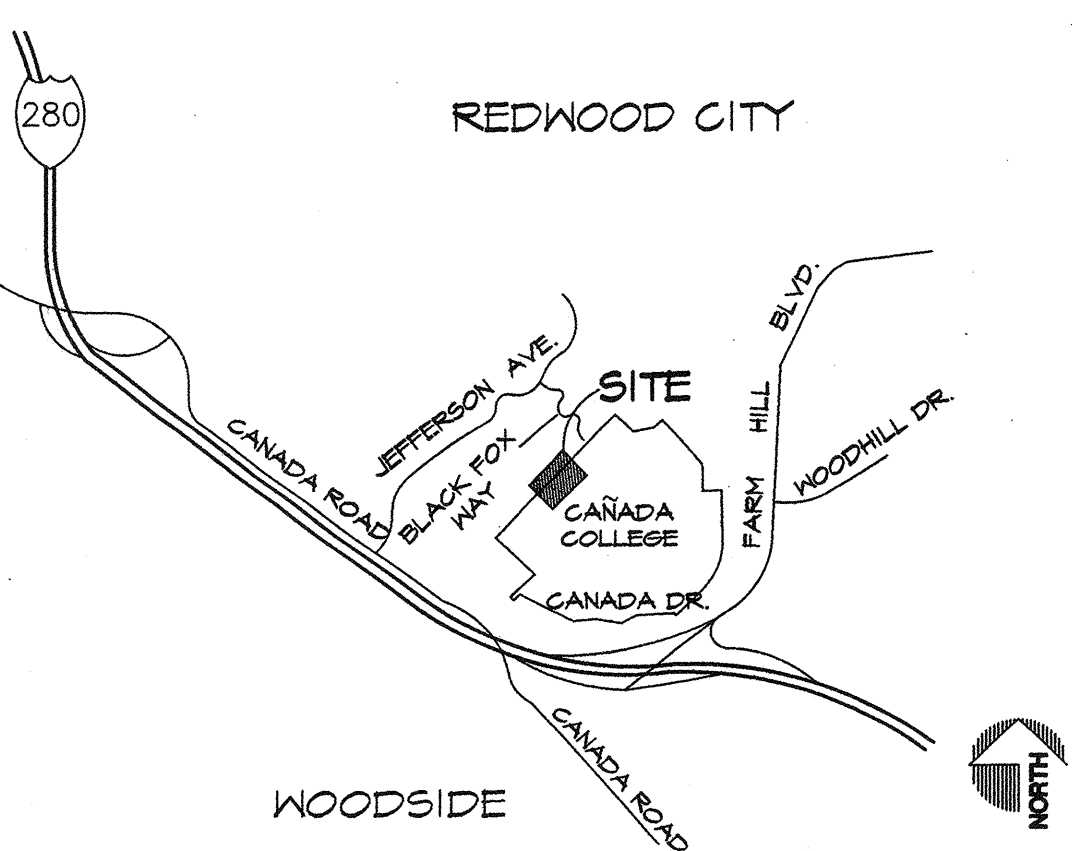 280
REDWOOD CITY
BLVD.
JEFFERSON AVE.
SITE
HILL
WOODHILL DR.
CANADA ROAD
BLACK FOX
WAY
FARM
CAÑADA
COLLEGE
CANADA DR.
CANADA ROAD
WOODSIDE
NORTH